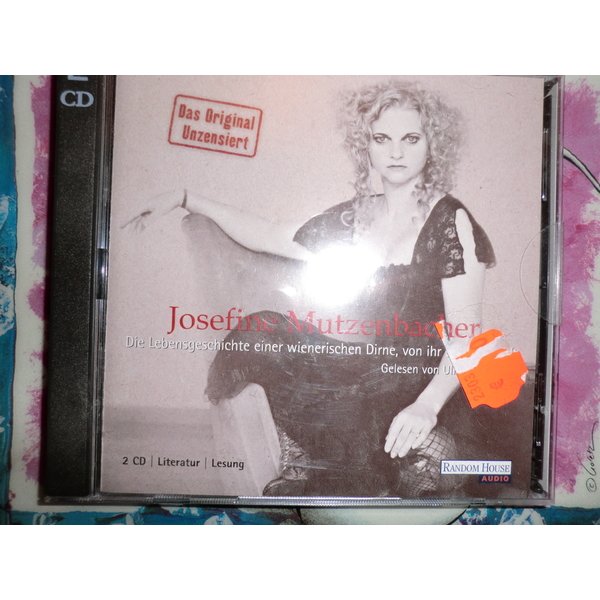 2
CD
Das Original
Unzensiert
Josefine Mutzenbacher
Die Lebensgeschichte einer wienerischen Dirne, von ihr
Gelesen von
2 CD | Literatur | Lesung
RANDOM HOUSE
AUDIO
©